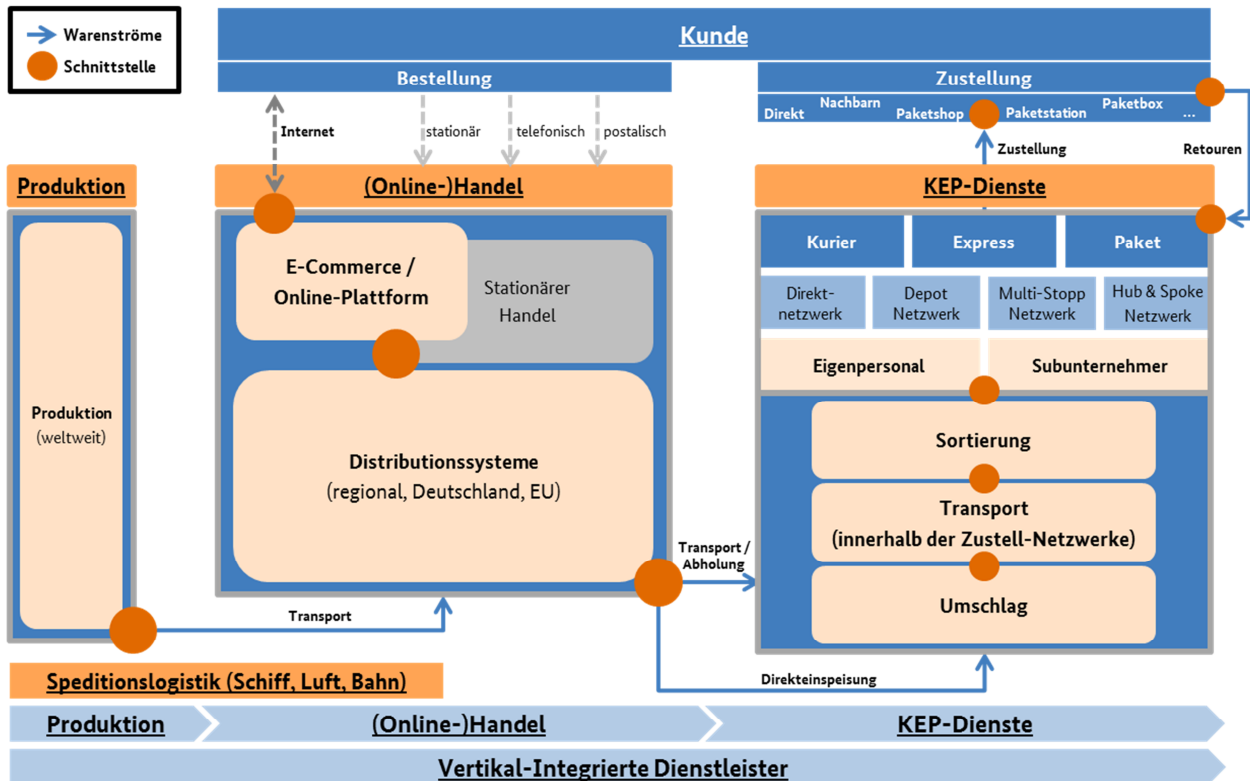 Warenströme
Schnittstelle
Kunde
Bestellung
Zustellung
Direkt
Nachbarn
Paketshop
Paketstation
Paketbox
...
Internet
stationär
telefonisch
postalisch
Zustellung
Retouren
Produktion
(Online-)Handel
KEP-Dienste
Produktion
(weltweit)
E-Commerce /
Online-Plattform
Stationärer
Handel
Distributionssysteme
(regional, Deutschland, EU)
Kurier
Express
Paket
Direkt-
netzwerk
Depot
Netzwerk
Multi-Stopp
Netzwerk
Hub & Spoke
Netzwerk
Eigenpersonal
Subunternehmer
Sortierung
Transport
(innerhalb der Zustell-Netzwerke)
Umschlag
Transport /
Abholung
Transport
Direkteinspeisung
Speditionslogistik (Schiff, Luft, Bahn)
Produktion
(Online-)Handel
KEP-Dienste
Vertikal-Integrierte Dienstleister